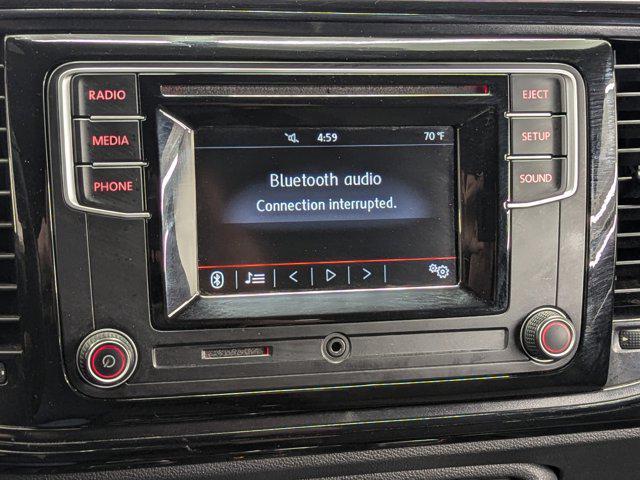 RADIO
MEDIA
PHONE
EJECT
SETUP
SOUND
4:59
70 °F
Bluetooth audio
Connection interrupted.